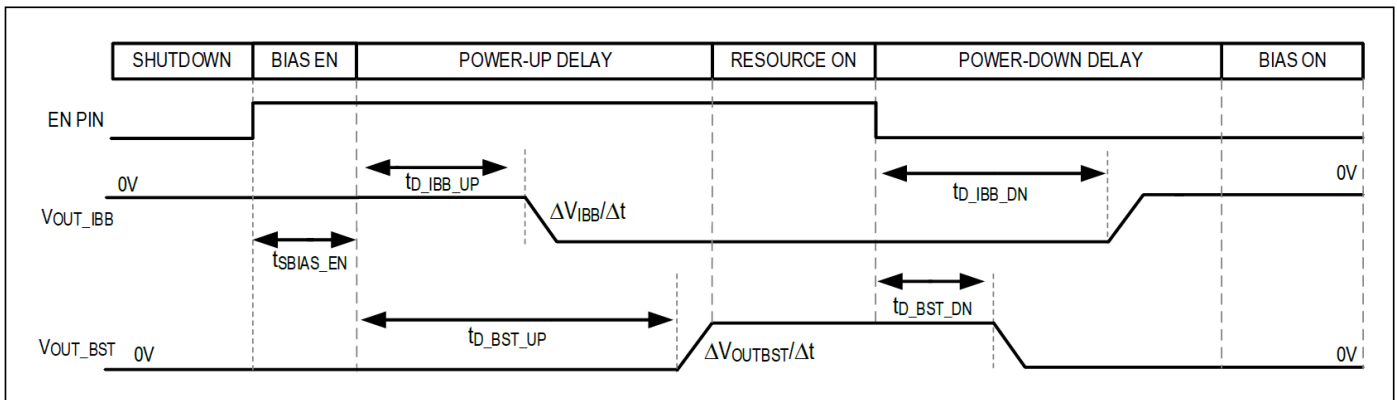 SHUTDOWN BIAS EN POWER-UP DELAY RESOURCE ON POWER-DOWN DELAY BIAS ON
EN PIN
tD_IBB_UP tD_IBB_DN
0V 0V
VOUT_IBB ΔVIBB/Δt
tSBIAS_EN
tD_BST_UP tD_BST_DN
VOUT_BST 0V ΔVOUTBST/Δt 0V